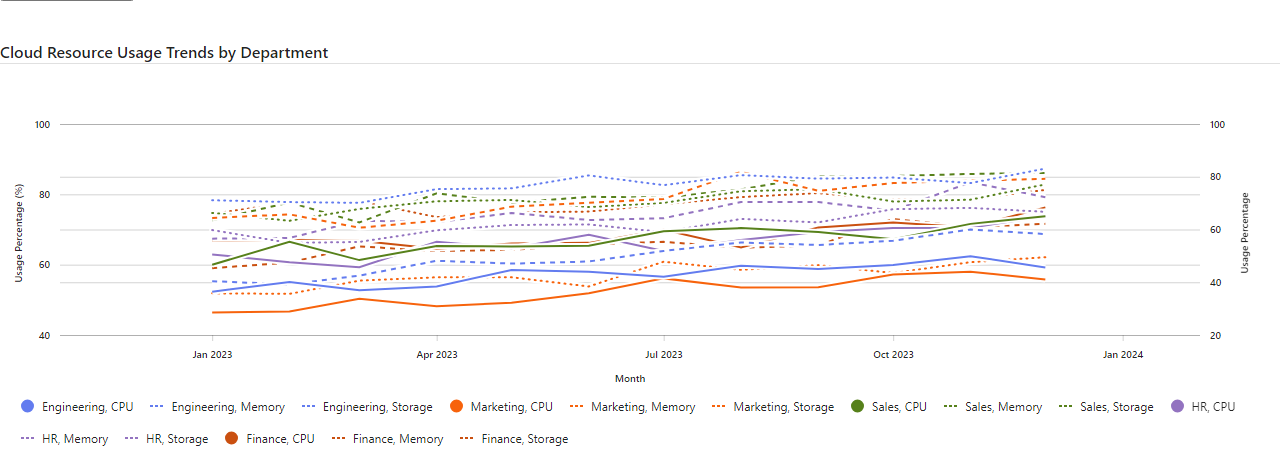 Cloud Resource Usage Trends by Department
100 100
80 80
Usage Percentage (%) 60 60 Usage Percentage
40 40
20
Jan 2023 Apr 2023 Jul 2023 Oct 2023 Jan 2024
Month
Engineering, CPU Engineering, Memory Engineering, Storage Marketing, CPU Marketing, Memory Marketing, Storage Sales, CPU Sales, Memory Sales, Storage HR, CPU
HR, Memory HR, Storage Finance, CPU Finance, Memory Finance, Storage